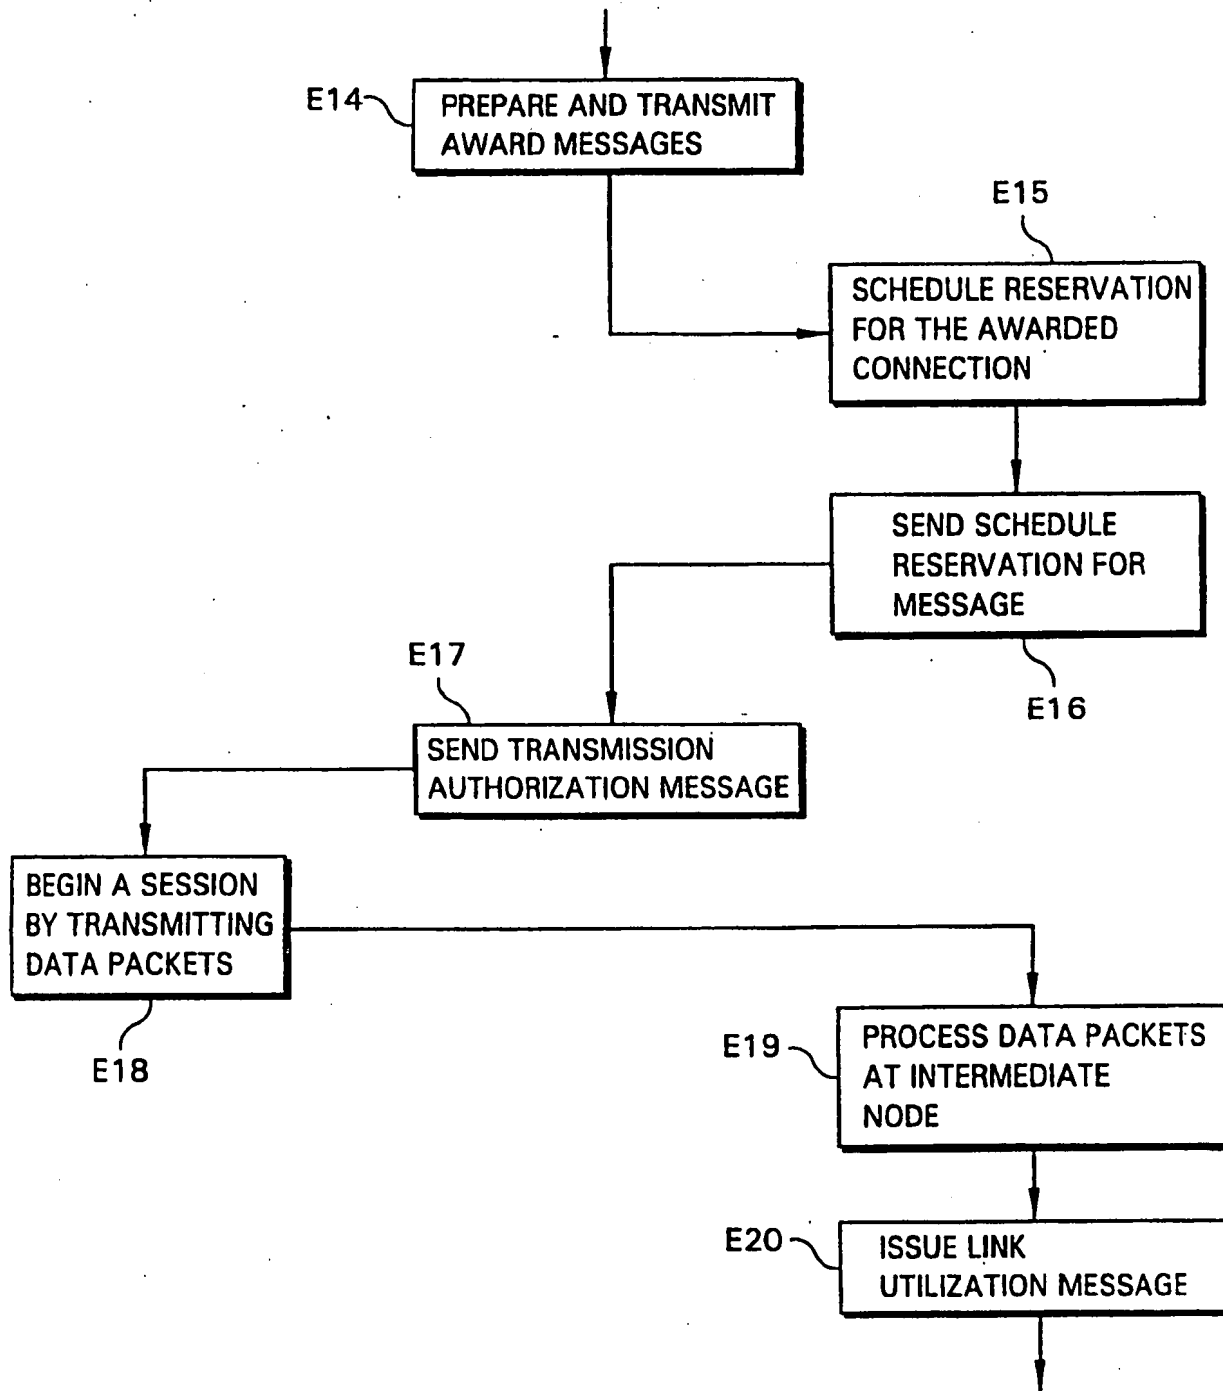 E14
PREPARE AND TRANSMIT
AWARD MESSAGES
E15
SCHEDULE RESERVATION
FOR THE AWARDED
CONNECTION
SEND SCHEDULE
RESERVATION FOR
MESSAGE
E16
E17
SEND TRANSMISSION
AUTHORIZATION MESSAGE
BEGIN A SESSION
BY TRANSMITTING
DATA PACKETS
E18
E19
PROCESS DATA PACKETS
AT INTERMEDIATE
NODE
E20
ISSUE LINK
UTILIZATION MESSAGE